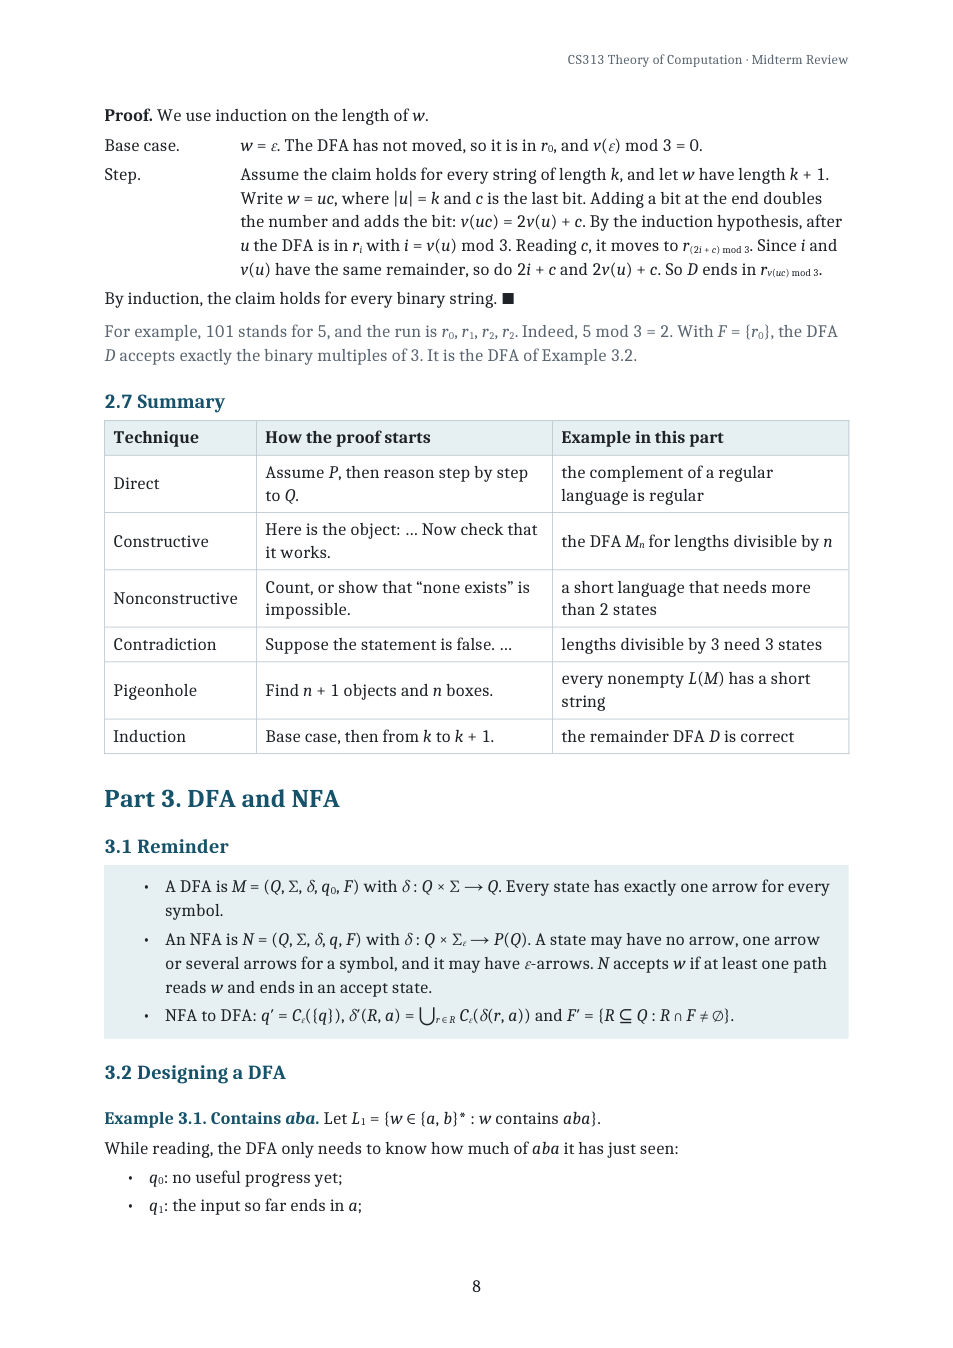 CS313 Theory of Computation · Midterm Review
Proof. We use induction on the length of w.
Base case. w = ε. The DFA has not moved, so it is in r₀, and v(ε) mod 3 = 0.
Step. Assume the claim holds for every string of length k, and let w have length k + 1.
Write w = uc, where |u| = k and c is the last bit. Adding a bit at the end doubles
the number and adds the bit: v(uc) = 2v(u) + c. By the induction hypothesis, after
u the DFA is in rᵢ with i = v(u) mod 3. Reading c, it moves to r₍₂ᵢ ₊ c₎ mod ₃. Since i and
v(u) have the same remainder, so do 2i + c and 2v(u) + c. So D ends in r_v(uc) mod 3.
By induction, the claim holds for every binary string. ■
For example, 101 stands for 5, and the run is r₀, r₁, r₂, r₂. Indeed, 5 mod 3 = 2. With F = {r₀}, the DFA
D accepts exactly the binary multiples of 3. It is the DFA of Example 3.2.
2.7 Summary
Technique How the proof starts Example in this part
Direct Assume P, then reason step by step
to Q. the complement of a regular
language is regular
Constructive Here is the object: … Now check that
it works. the DFA Mₙ for lengths divisible by n
Nonconstructive Count, or show that “none exists” is
impossible. a short language that needs more
than 2 states
Contradiction Suppose the statement is false. … lengths divisible by 3 need 3 states
Pigeonhole Find n + 1 objects and n boxes. every nonempty L(M) has a short
string
Induction Base case, then from k to k + 1. the remainder DFA D is correct
Part 3. DFA and NFA
3.1 Reminder
• A DFA is M = (Q, Σ, δ, q₀, F) with δ : Q × Σ ⟶ Q. Every state has exactly one arrow for every
symbol.
• An NFA is N = (Q, Σ, δ, q, F) with δ : Q × Σ_ε ⟶ P(Q). A state may have no arrow, one arrow
or several arrows for a symbol, and it may have ε-arrows. N accepts w if at least one path
reads w and ends in an accept state.
• NFA to DFA: q′ = C_ε({q}), δ′(R, a) = ⋃_r∈R C_ε(δ(r, a)) and F′ = {R ⊆ Q : R ∩ F ≠ ∅}.
3.2 Designing a DFA
Example 3.1. Contains aba. Let L₁ = {w ∈ {a, b}* : w contains aba}.
While reading, the DFA only needs to know how much of aba it has just seen:
• q₀: no useful progress yet;
• q₁: the input so far ends in a;
8